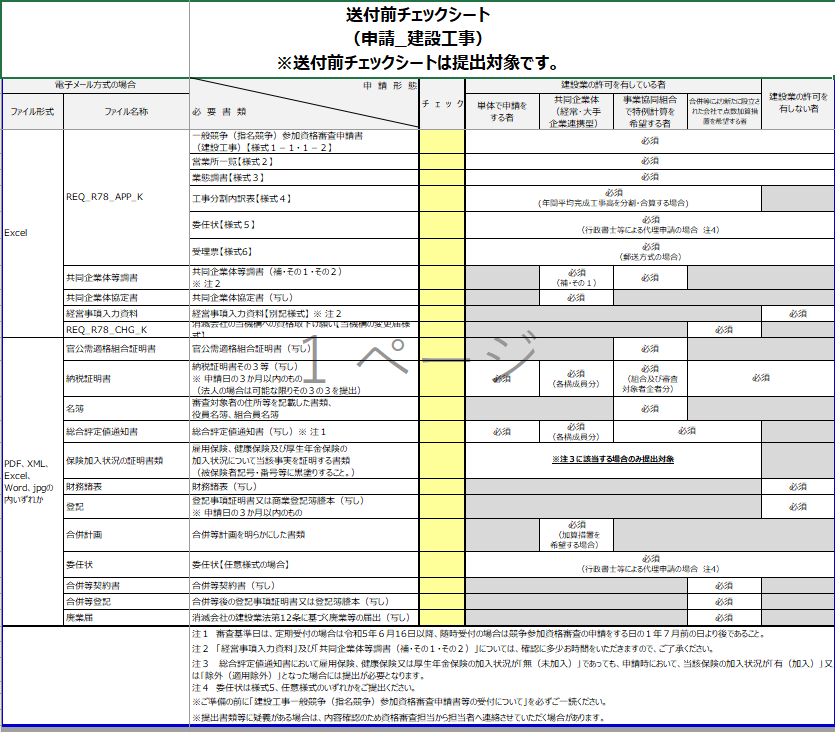 送付前チェックシート
(申請_建設工事)
※送付前チェックシートは提出対象です。
電子メール方式の場合
申 請 形 態
チ ェ ッ ク
建設業の許可を有している者
建設業の許可を
有しない者
ファイル形式
ファイル名称
必 要 書 類
単体で申請を
する者
共同企業体
(経常・大手
企業連携型)
事業協同組合
で特例計算を
希望する者
合併等により新たに設立さ
れた会社で点数加算措
置を希望する者
Excel
REQ_R78_APP_K
一般競争(指名競争)参加資格審査申請書
(建設工事)【様式1-1・1-2】
必須
営業所一覧【様式2】
必須
業態調書【様式3】
必須
工事分割内訳表【様式4】
必須
(年間平均完成工事高を分割・合算する場合)
委任状【様式5】
必須
(行政書士等による代理申請の場合 注4)
受理票【様式6】
必須
(郵送方式の場合)
共同企業体等調書
共同企業体等調書(補・その1・その2)
※ 注2
必須
(補・その1)
必須
共同企業体協定書
共同企業体協定書(写し)
必須
経営事項入力資料
経営事項入力資料【別記様式】 ※ 注2
必須
REQ_R78_CHG_K
消滅会社の当機構への資格取下げ願い【当機構の変更届様
式】
必須
1 ページ
PDF、XML、
Excel、
Word、jpgの
内いずれか
官公需適格組合証明書
官公需適格組合証明書(写し)
必須
納税証明書
納税証明書その3等(写し)
※ 申請日の3か月以内のもの
(法人の場合は可能な限りその3の3を提出)
必須
必須
(各構成員分)
必須
(組合及び審査
対象者全者分)
必須
名簿
審査対象者の住所等を記載した書類、
役員名簿、組合員名簿
必須
総合評定値通知書
総合評定値通知書(写し)※ 注1
必須
必須
(各構成員分)
必須
保険加入状況の証明書類
雇用保険、健康保険及び厚生年金保険の
加入状況について当該事実を証明する書類
(被保険者記号・番号等に黒塗りすること。)
※注3に該当する場合のみ提出対象
財務諸表
財務諸表(写し)
必須
登記
登記事項証明書又は商業登記簿謄本(写し)
※ 申請日の3か月以内のもの
必須
合併計画
合併等計画を明らかにした書類
必須
(加算措置を
希望する場合)
委任状
委任状【任意様式の場合】
必須
(行政書士等による代理申請の場合 注4)
合併等契約書
合併等契約書(写し)
必須
合併等登記
合併等後の登記事項証明書又は登記簿謄本(写し)
必須
廃業届
消滅会社の建設業法第12条に基づく廃業等の届出(写し)
必須
注1 審査基準日は、定期受付の場合は令和5年6月16日以降、随時受付の場合は競争参加資格審査の申請をする日の1年7月前の日より後であること。
注2 「経営事項入力資料」及び「共同企業体等調書(補・その1・その2)」については、確認に多少お時間をいただきますので、ご了承ください。
注3 総合評定値通知書において雇用保険、健康保険又は厚生年金保険の加入状況が「無(未加入)」であっても、申請時において、当該保険の加入状況が「有(加入)」又
は「除外(適用除外)」となった場合には提出が必要となります。
注4 委任状は様式5、任意様式のいずれかをご提出ください。
※ご準備の前に「建設工事一般競争(指名競争)参加資格審査申請書等の受付について」を必ずご一読ください。
※提出書類等に疑義がある場合は、内容確認のため資格審査担当から担当者へ連絡させていただく場合があります。